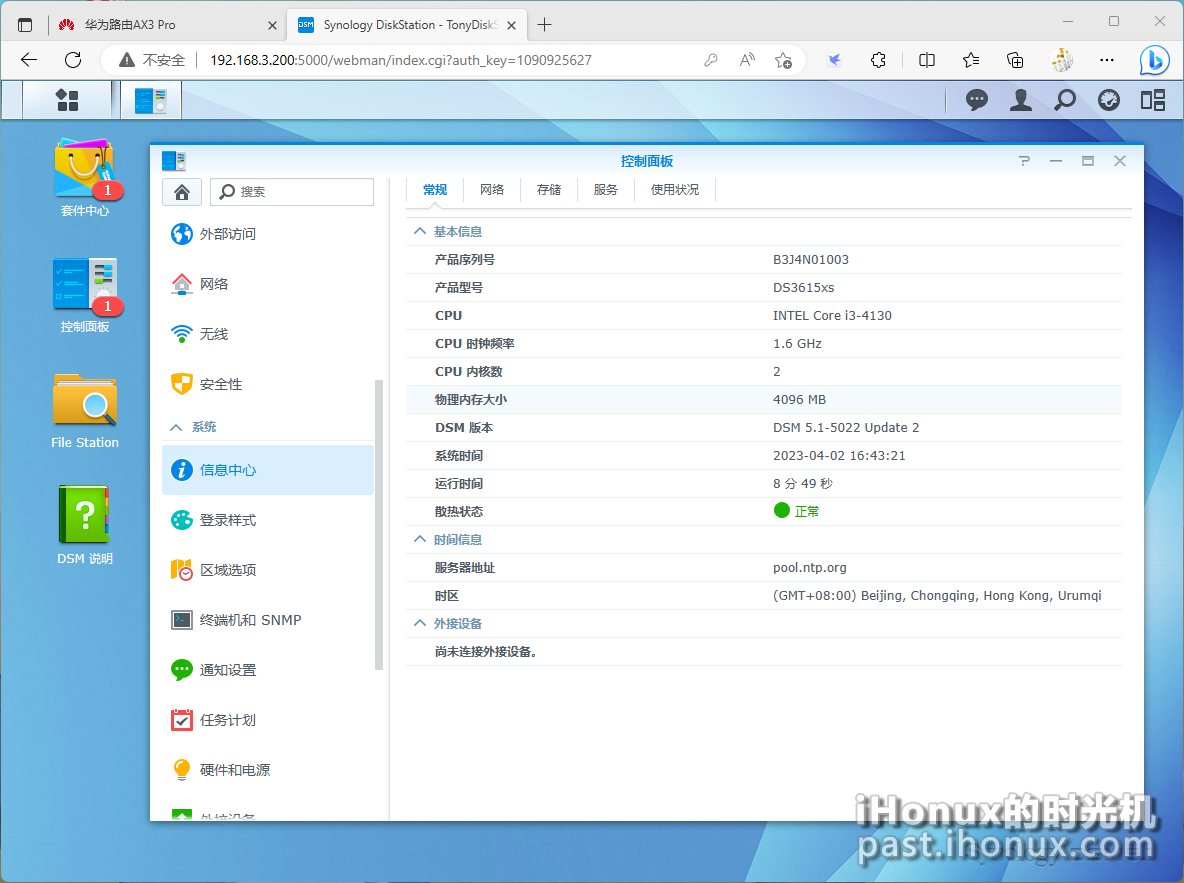 华为路由AX3 Pro
DSM Synology DiskStation - TonyDiskS
不安全 192.168.3.200:5000/webman/index.cgi?auth_key=1090925627
控制面板
搜索
常规 网络 存储 服务 使用状况
1
套件中心
1
控制面板
File Station
?
DSM 说明
外部访问
网络
无线
安全性
系统
信息中心
登录样式
区域选项
终端机和 SNMP
通知设置
任务计划
硬件和电源
外接设备
基本信息
产品序列号 B3J4N01003
产品型号 DS3615xs
CPU INTEL Core i3-4130
CPU 时钟频率 1.6 GHz
CPU 内核数 2
物理内存大小 4096 MB
DSM 版本 DSM 5.1-5022 Update 2
系统时间 2023-04-02 16:43:21
运行时间 8 分 49 秒
散热状态 正常
时间信息
服务器地址 pool.ntp.org
时区 (GMT+08:00) Beijing, Chongqing, Hong Kong, Urumqi
外接设备
尚未连接外接设备。
iHonux的时光机
past.ihonux.com